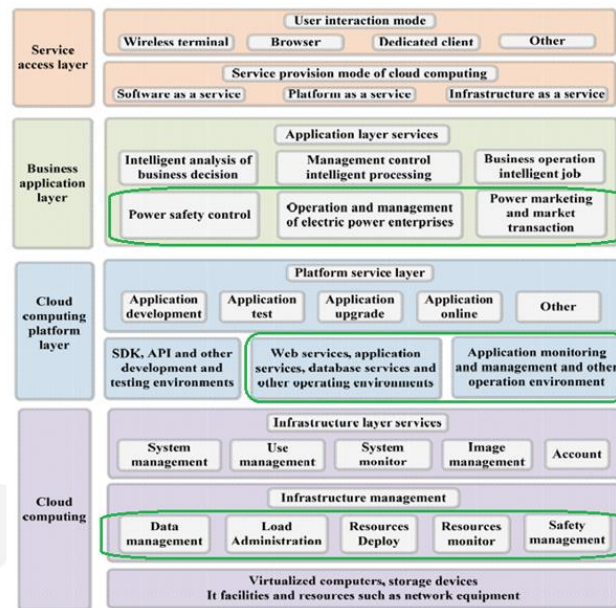 Service
access layer
User interaction mode
Wireless terminal
Browser
Dedicated client
Other
Service provision mode of cloud computing
Software as a service
Platform as a service
Infrastructure as a service
Business
application
layer
Application layer services
Intelligent analysis of
business decision
Management control
intelligent processing
Business operation
intelligent job
Power safety control
Operation and management
of electric power enterprises
Power marketing
and market
transaction
Cloud
computing
platform
layer
Platform service layer
Application
development
Application
test
Application
upgrade
Application
online
Other
SDK, API and other
development and
testing environments
Web services, application
services, database services and
other operating environments
Application monitoring
and management and other
operation environment
Cloud
computing
Infrastructure layer services
System
management
Use
management
System
monitor
Image
management
Account
Infrastructure management
Data
management
Load
Administration
Resources
Deploy
Resources
monitor
Safety
management
Virtualized computers, storage devices
It facilities and resources such as network equipment